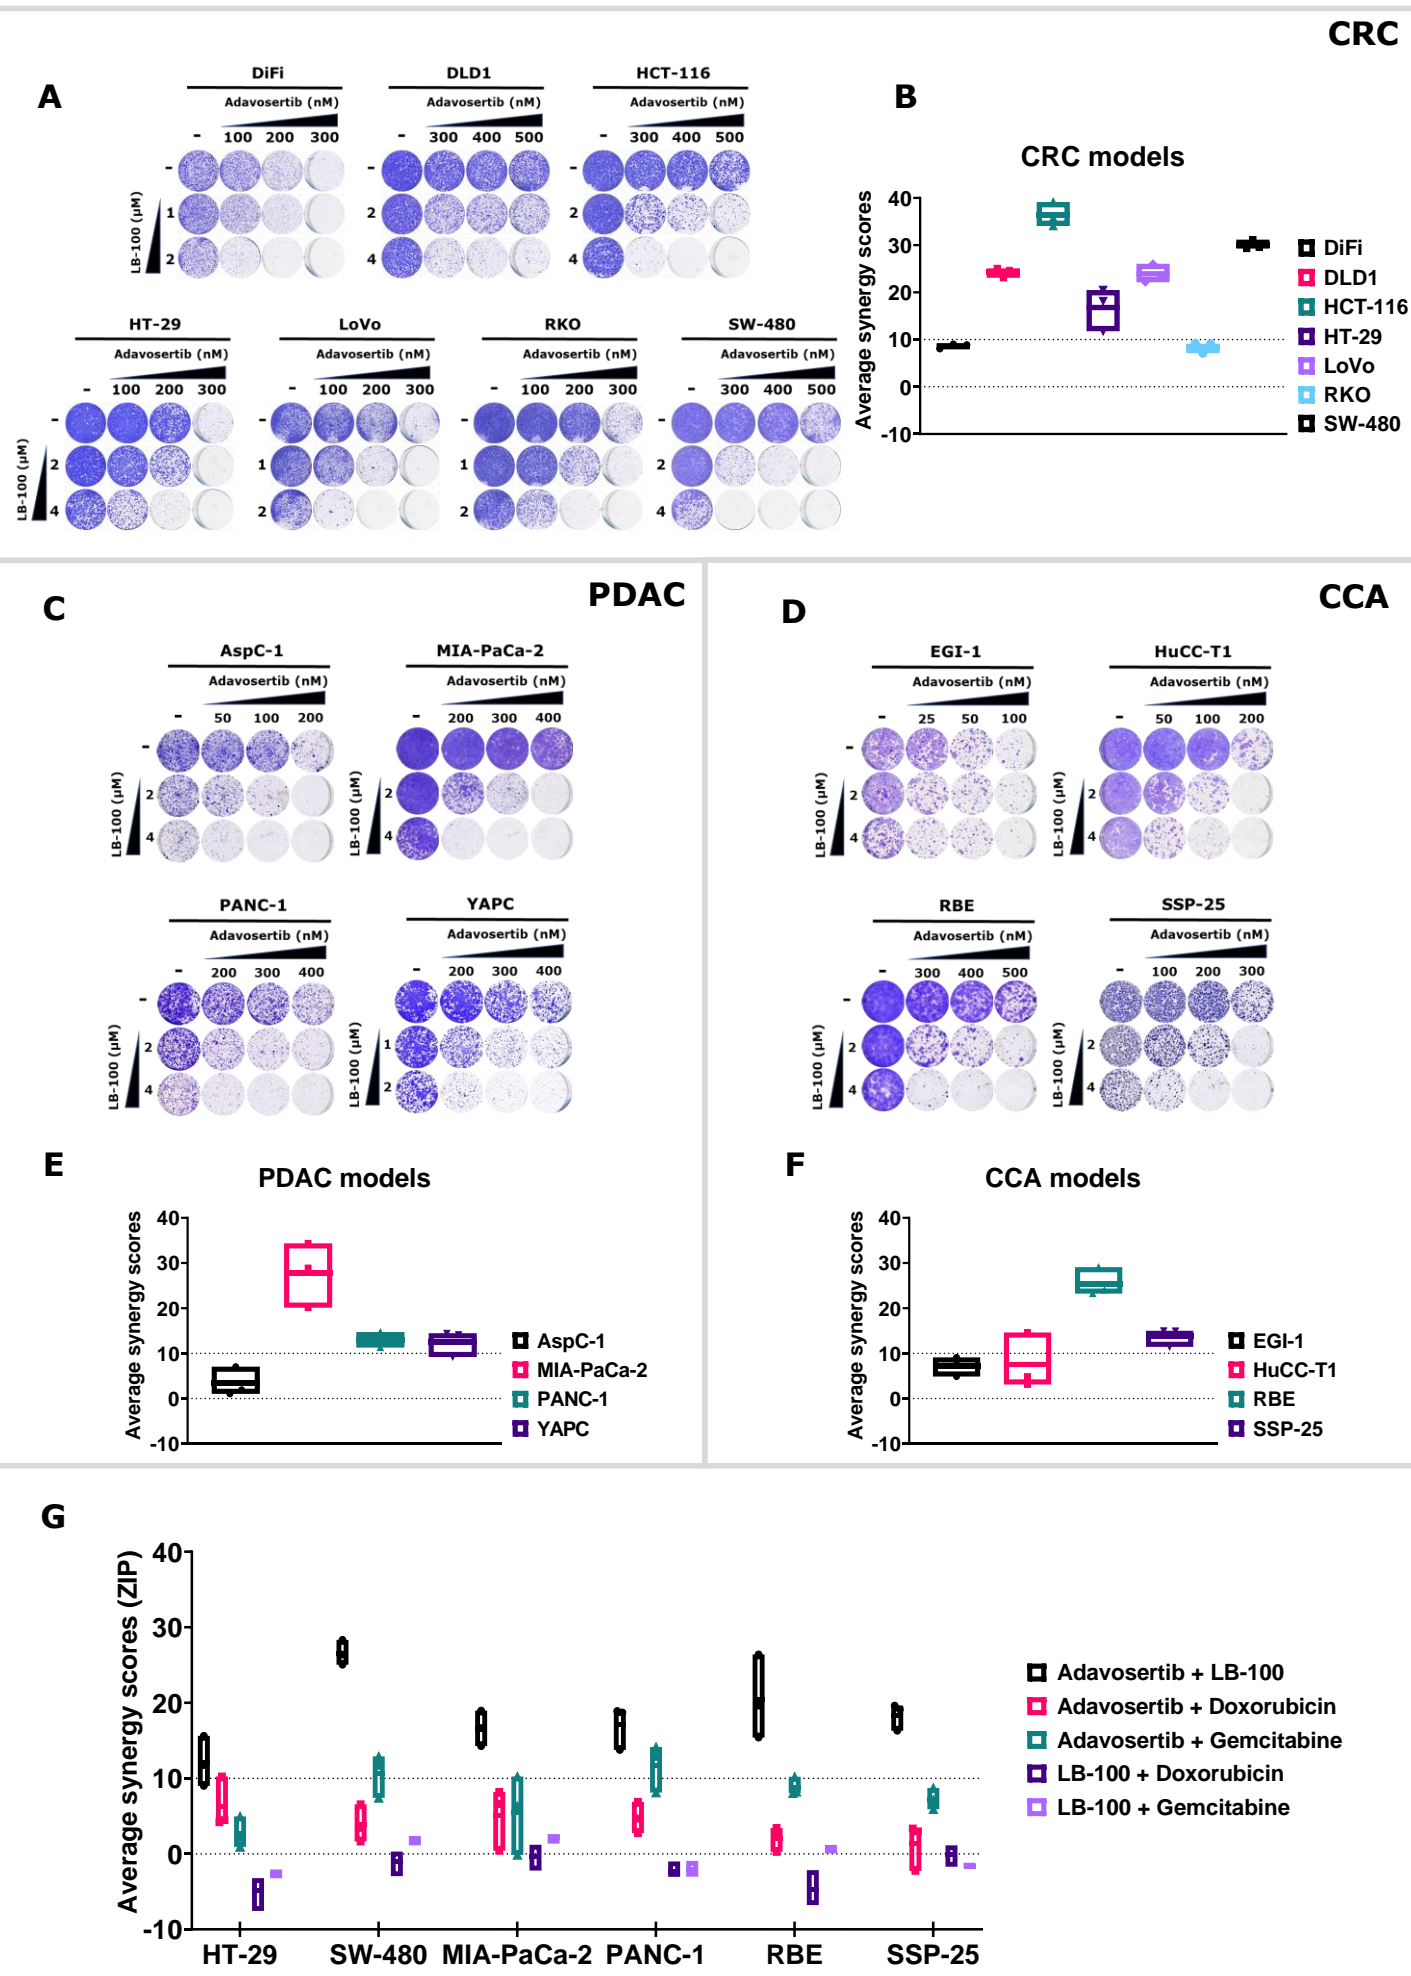 CRC
A
DiFi
Adavosertib (nM)
- 100 200 300
-
1
2
LB-100 (µM)
DLD1
Adavosertib (nM)
- 300 400 500
-
2
4
HCT-116
Adavosertib (nM)
- 300 400 500
-
2
4
HT-29
Adavosertib (nM)
- 100 200 300
-
2
4
LB-100 (µM)
LoVo
Adavosertib (nM)
- 100 200 300
-
1
2
RKO
Adavosertib (nM)
- 100 200 300
-
1
2
SW-480
Adavosertib (nM)
- 300 400 500
-
2
4
B
CRC models
Average synergy scores
40
30
20
10
0
-10
DiFi
DLD1
HCT-116
HT-29
LoVo
RKO
SW-480
C
PDAC
AspC-1
Adavosertib (nM)
- 50 100 200
-
2
4
LB-100 (µM)
MIA-PaCa-2
Adavosertib (nM)
- 200 300 400
-
2
4
LB-100 (µM)
PANC-1
Adavosertib (nM)
- 200 300 400
-
2
4
LB-100 (µM)
YAPC
Adavosertib (nM)
- 200 300 400
-
1
2
LB-100 (µM)
D
CCA
EGI-1
Adavosertib (nM)
- 25 50 100
-
2
4
LB-100 (µM)
HuCC-T1
Adavosertib (nM)
- 50 100 200
-
2
4
LB-100 (µM)
RBE
Adavosertib (nM)
- 300 400 500
-
2
4
LB-100 (µM)
SSP-25
Adavosertib (nM)
- 100 200 300
-
2
4
LB-100 (µM)
E
PDAC models
Average synergy scores
40
30
20
10
0
-10
AspC-1
MIA-PaCa-2
PANC-1
YAPC
F
CCA models
Average synergy scores
40
30
20
10
0
-10
EGI-1
HuCC-T1
RBE
SSP-25
G
Average synergy scores (ZIP)
40
30
20
10
0
-10
HT-29 SW-480 MIA-PaCa-2 PANC-1 RBE SSP-25
Adavosertib + LB-100
Adavosertib + Doxorubicin
Adavosertib + Gemcitabine
LB-100 + Doxorubicin
LB-100 + Gemcitabine